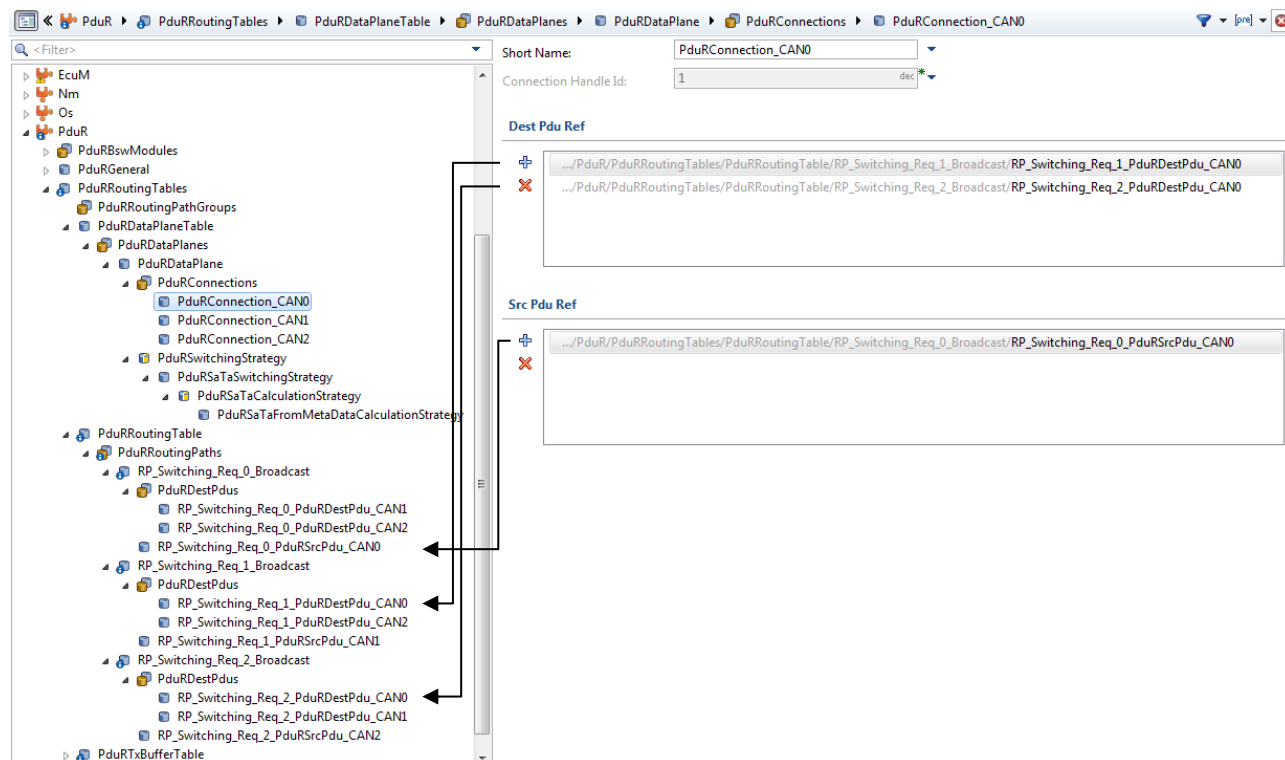 PduR PduRRoutingTables PduRDataPlaneTable PduRDataPlanes PduRDataPlane PduRConnections PduRConnection_CAN0 [pre]
<Filter>
EcuM
Nm
Os
PduR
PduRBswModules
PduRGeneral
PduRRoutingTables
PduRRoutingPathGroups
PduRDataPlaneTable
PduRDataPlanes
PduRDataPlane
PduRConnections
PduRConnection_CAN0
PduRConnection_CAN1
PduRConnection_CAN2
PduRSwitchingStrategy
PduRSaTaSwitchingStrategy
PduRSaTaCalculationStrategy
PduRSaTaFromMetaDataCalculationStrategy
PduRRoutingTable
PduRRoutingPaths
RP_Switching_Req_0_Broadcast
PduRDestPdus
RP_Switching_Req_0_PduRDestPdu_CAN1
RP_Switching_Req_0_PduRDestPdu_CAN2
RP_Switching_Req_0_PduRSrcPdu_CAN0
RP_Switching_Req_1_Broadcast
PduRDestPdus
RP_Switching_Req_1_PduRDestPdu_CAN0
RP_Switching_Req_1_PduRDestPdu_CAN2
RP_Switching_Req_1_PduRSrcPdu_CAN1
RP_Switching_Req_2_Broadcast
PduRDestPdus
RP_Switching_Req_2_PduRDestPdu_CAN0
RP_Switching_Req_2_PduRDestPdu_CAN1
RP_Switching_Req_2_PduRSrcPdu_CAN2
PduRTxBufferTable
Short Name: PduRConnection_CAN0
Connection Handle Id: 1 dec
Dest Pdu Ref
.../PduR/PduRRoutingTables/PduRRoutingTable/RP_Switching_Req_1_Broadcast/RP_Switching_Req_1_PduRDestPdu_CAN0
.../PduR/PduRRoutingTables/PduRRoutingTable/RP_Switching_Req_2_Broadcast/RP_Switching_Req_2_PduRDestPdu_CAN0
Src Pdu Ref
.../PduR/PduRRoutingTables/PduRRoutingTable/RP_Switching_Req_0_Broadcast/RP_Switching_Req_0_PduRSrcPdu_CAN0